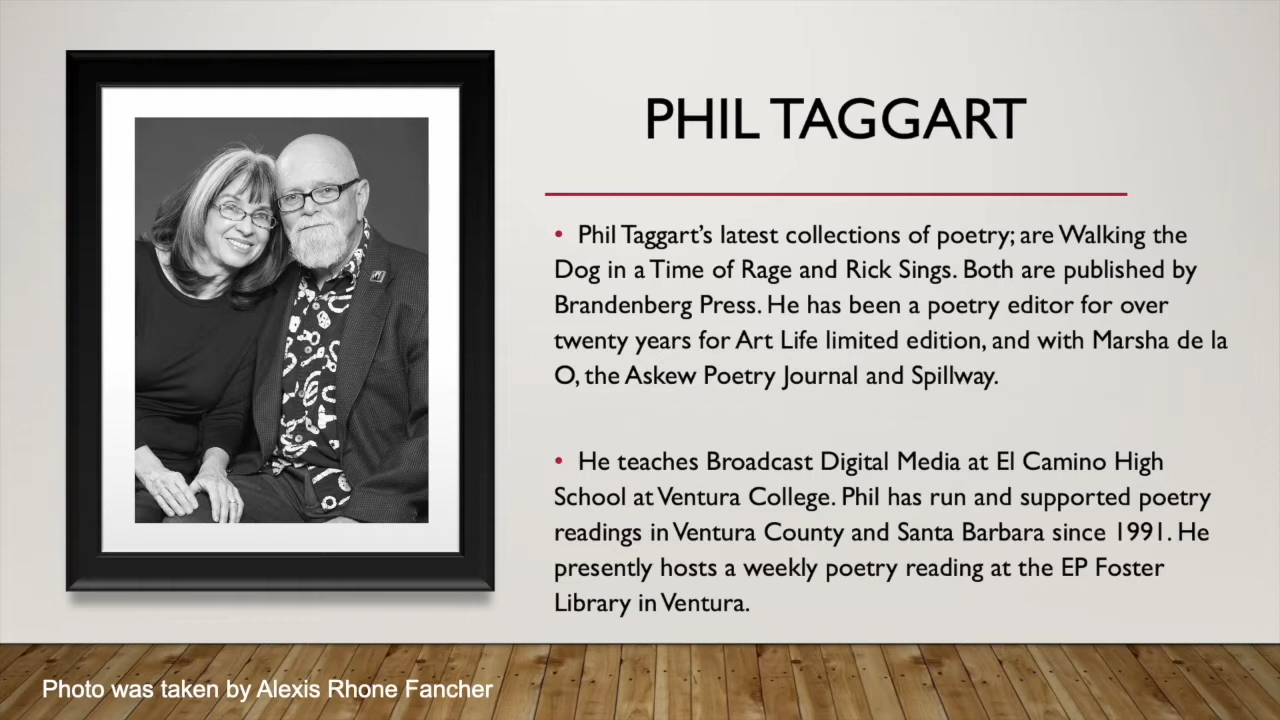 PHIL TAGGART
• Phil Taggart’s latest collections of poetry; are Walking the
Dog in a Time of Rage and Rick Sings. Both are published by
Brandenberg Press. He has been a poetry editor for over
twenty years for Art Life limited edition, and with Marsha de la
O, the Askew Poetry Journal and Spillway.
• He teaches Broadcast Digital Media at El Camino High
School at Ventura College. Phil has run and supported poetry
readings in Ventura County and Santa Barbara since 1991. He
presently hosts a weekly poetry reading at the EP Foster
Library in Ventura.
Photo was taken by Alexis Rhone Fancher